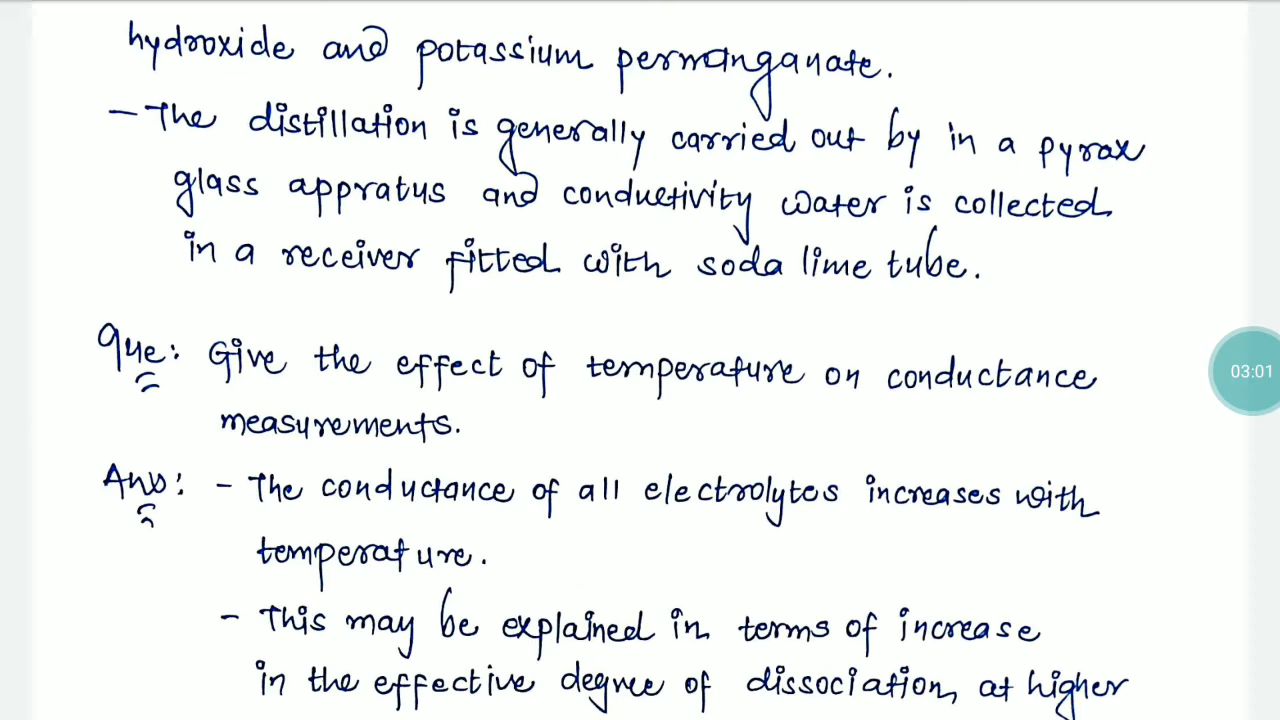 hydroxide and potassium permanganate.
- The distillation is generally carried out by in a pyrax
glass appratus and conductivity water is collected
in a receiver fitted with soda lime tube.
Que: Give the effect of temperature on conductance
measurements.
Ans: - The conductance of all electrolytes increases with
temperature.
- This may be explained in terms of increase
in the effective degree of dissociation, at higher
03:01